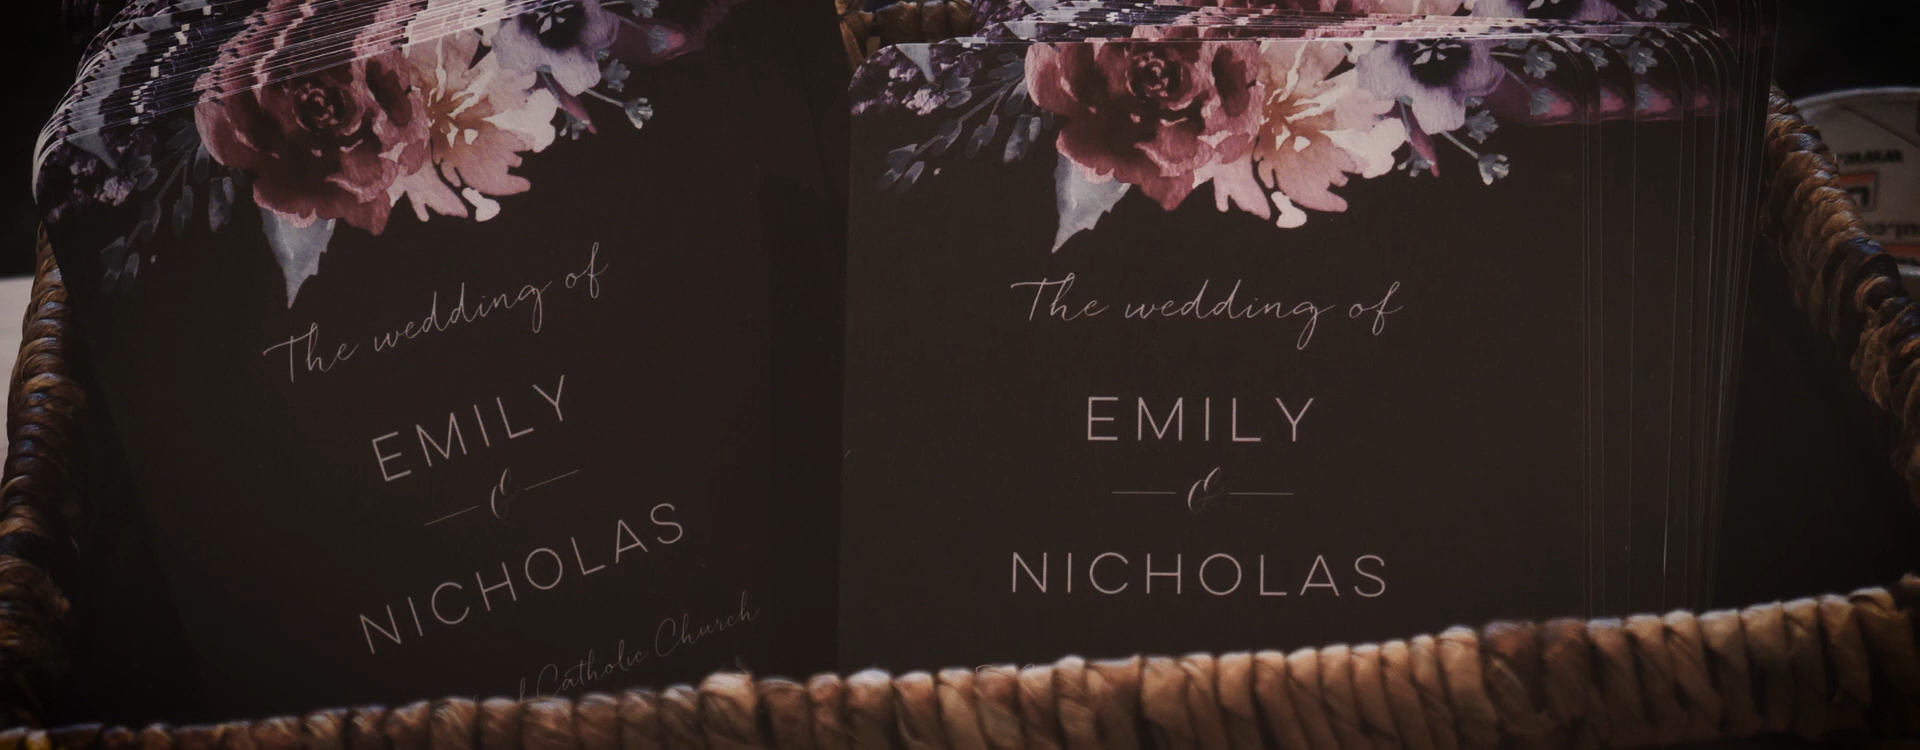 The wedding of
EMILY
&
NICHOLAS
Catholic Church
The wedding of
EMILY
&
NICHOLAS